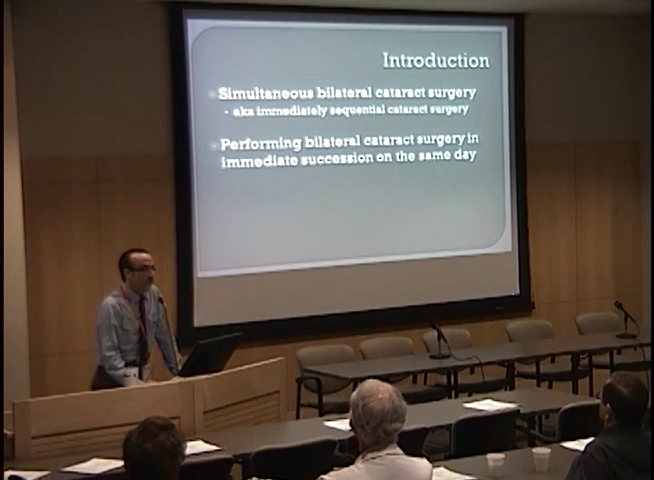 Introduction
Simultaneous bilateral cataract surgery
- aka immediately sequential cataract surgery
Performing bilateral cataract surgery in
immediate succession on the same day